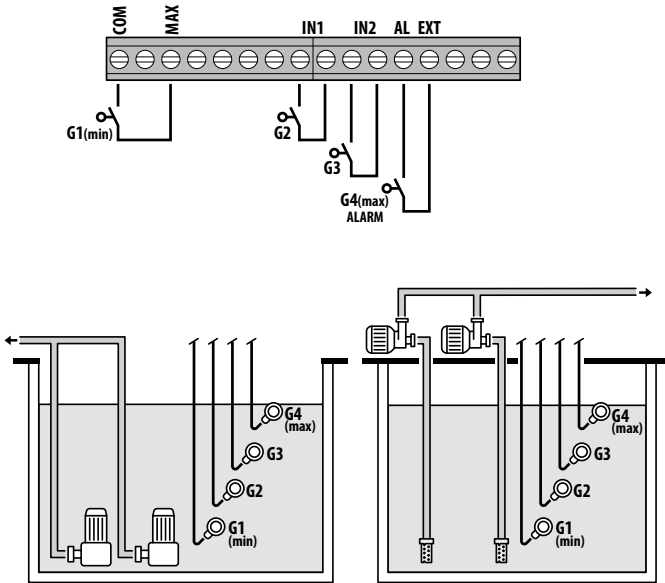 COM MAX IN1 IN2 AL EXT
G1(min)
G2
G3
G4(max)
ALARM
G4
(max)
G3
G2
G1
(min)
G4
(max)
G3
G2
G1
(min)